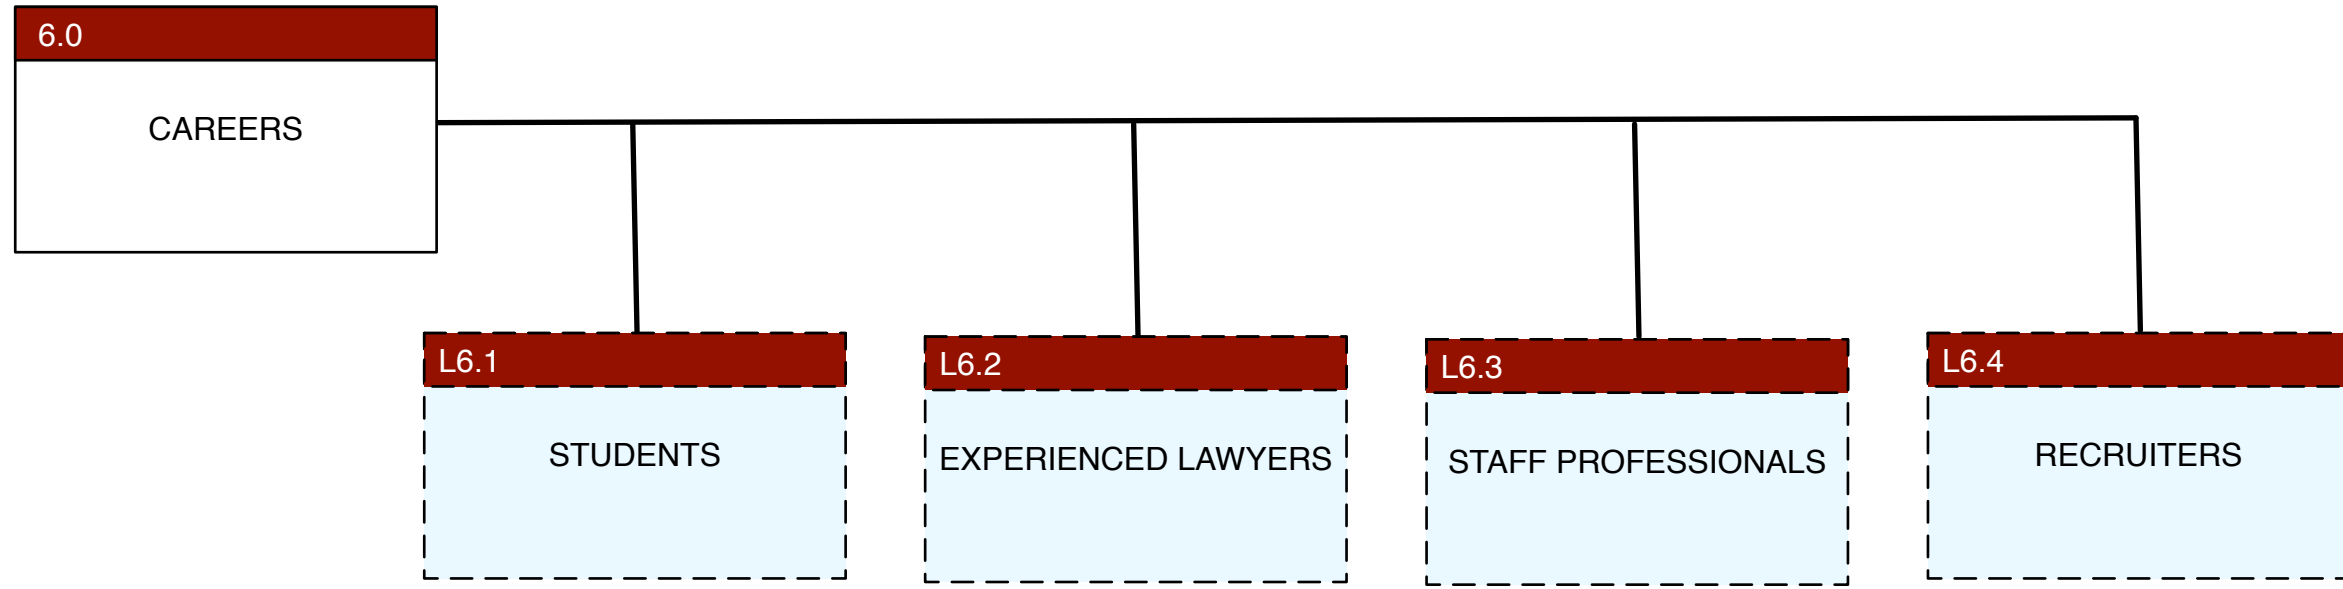 6.0
CAREERS
L6.1
STUDENTS
L6.2
EXPERIENCED LAWYERS
L6.3
STAFF PROFESSIONALS
L6.4
RECRUITERS